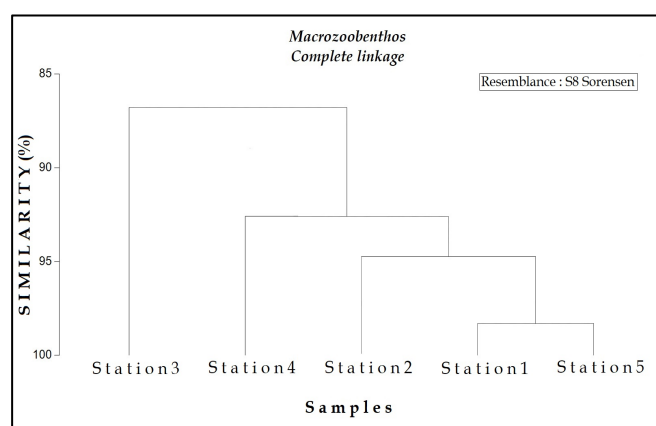 Macrozoobenthos
Complete linkage
Resemblance : S8 Sorensen
SIMILARITY (%)
85
90
95
100
Station3 Station4 Station2 Station1 Station5
Samples